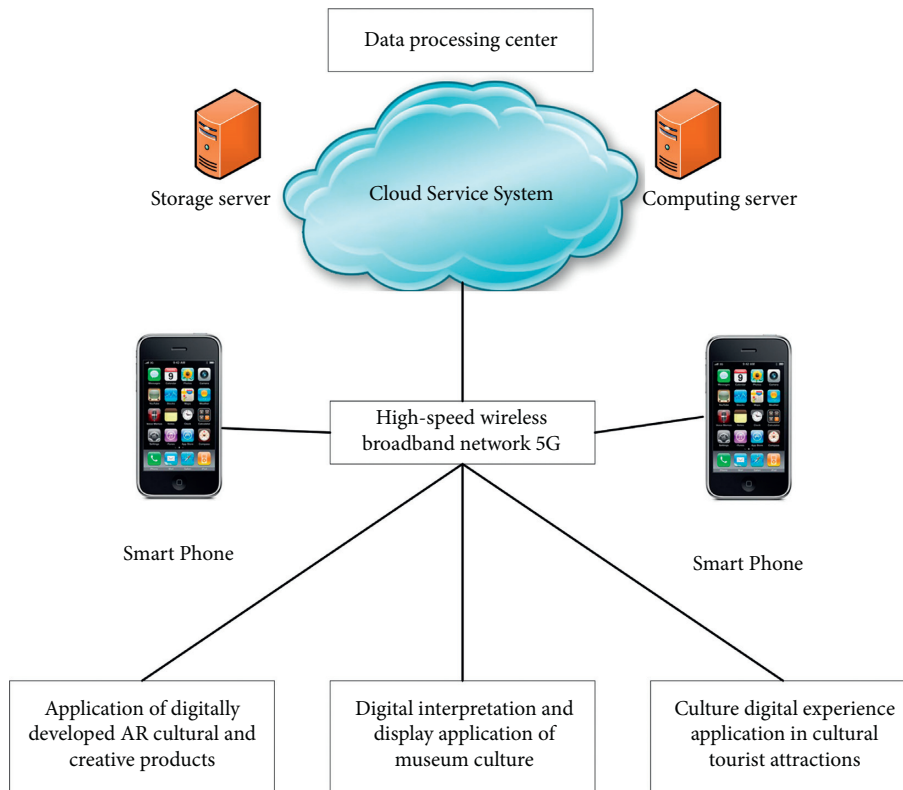 Data processing center
Storage server
Cloud Service System
Computing server
High-speed wireless
broadband network 5G
Smart Phone
Smart Phone
Application of digitally
developed AR cultural and
creative products
Digital interpretation and
display application of
museum culture
Culture digital experience
application in cultural
tourist attractions